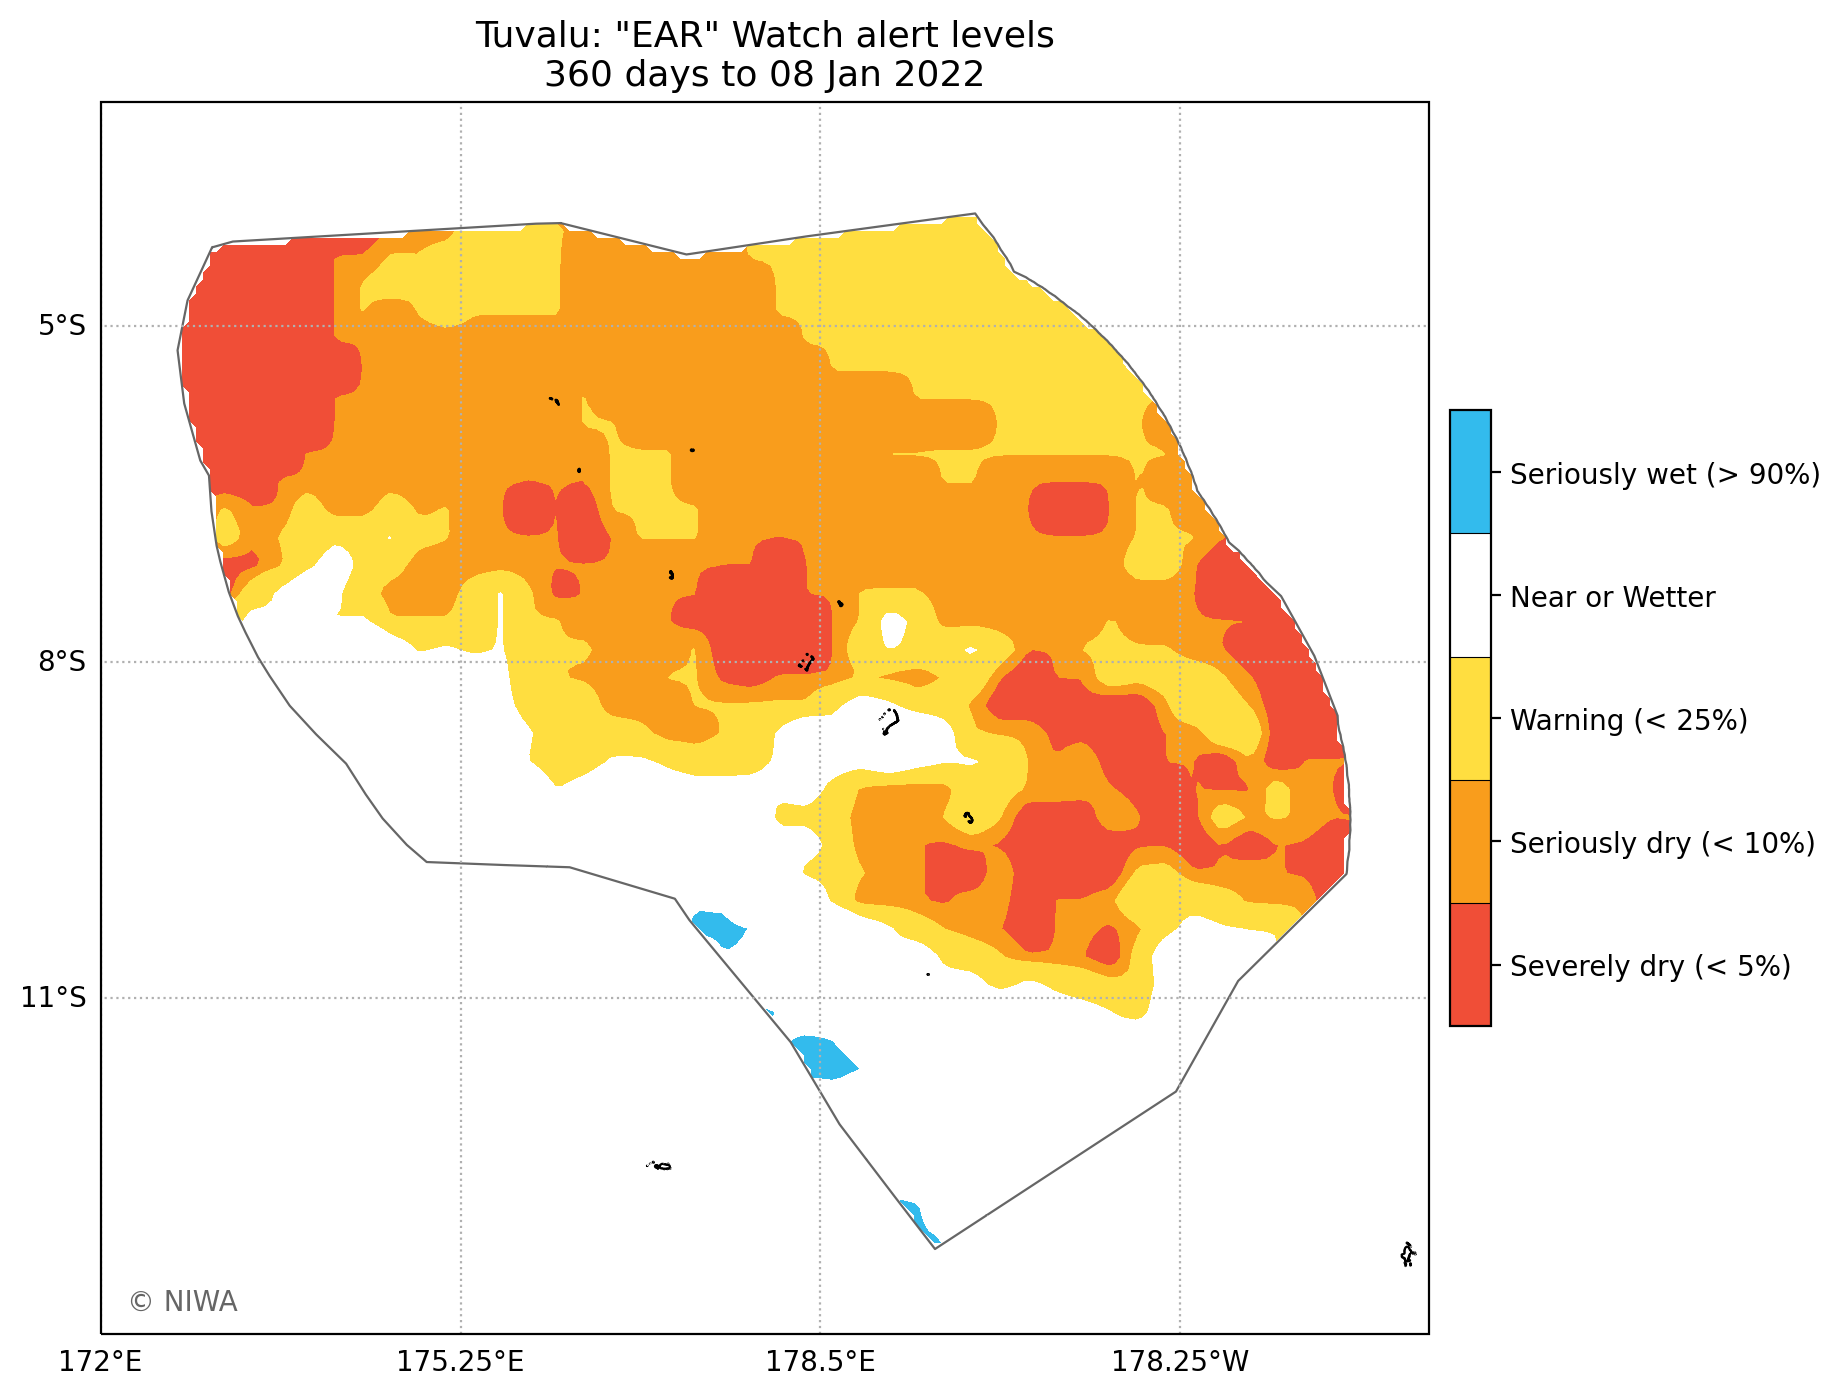 Tuvalu: "EAR" Watch alert levels
360 days to 08 Jan 2022
5°S
8°S
11°S
172°E
175.25°E
178.5°E
178.25°W
Seriously wet (> 90%)
Near or Wetter
Warning (< 25%)
Seriously dry (< 10%)
Severely dry (< 5%)
© NIWA